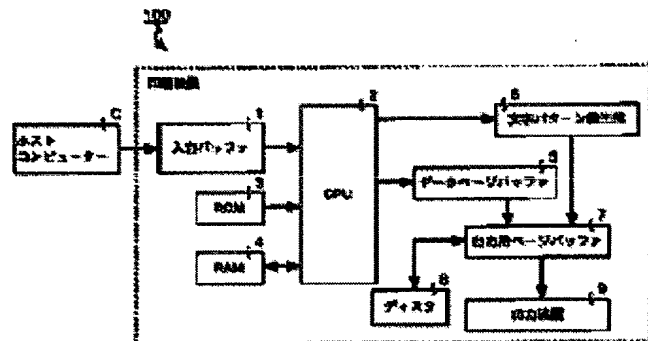 100
印刷装置
C
ホスト
コンピューター
1
入力バッファ
2
CPU
3
ROM
4
RAM
6
文字パターン発生部
5
データページバッファ
7
出力用ページバッファ
8
ディスク
9
出力装置